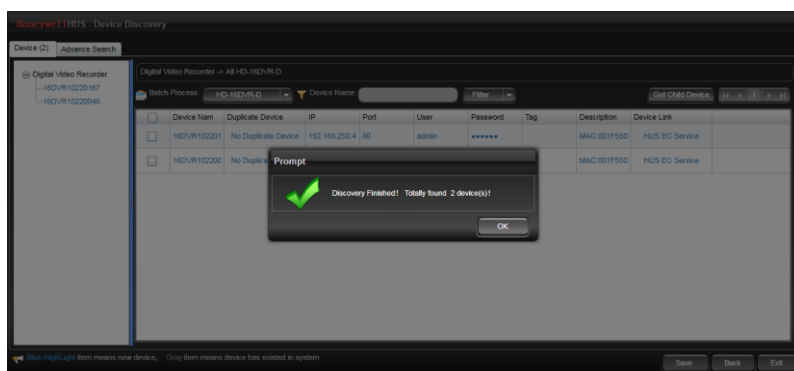 HoneywellHUS - Device Discovery
Device (2) Advance Search
Digital Video Recorder
16DVR10220167
16DVR10220046
Digital Video Recorder -> All HD-16DVR-D
Batch Process: HD-16DVR-D Device Name: Filter Get Child Device 1
Device Nam Duplicate Device IP Port User Password Tag Description Device Link
16DVR102201 No Duplicate Device 192.168.250.4 80 admin ●●●●●● MAC:001F550 HUS EC Service
16DVR102200 No Duplica MAC:001F550 HUS EC Service
Prompt
Discovery Finished! Totally found 2 device(s)!
OK
Blue-HighLight item means new device, Gray item means device has existed in system
Save Back Exit